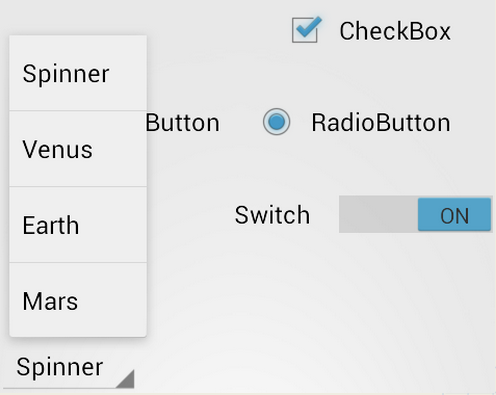 CheckBox
Spinner
Venus
Button
RadioButton
Earth
Switch
ON
Mars
Spinner